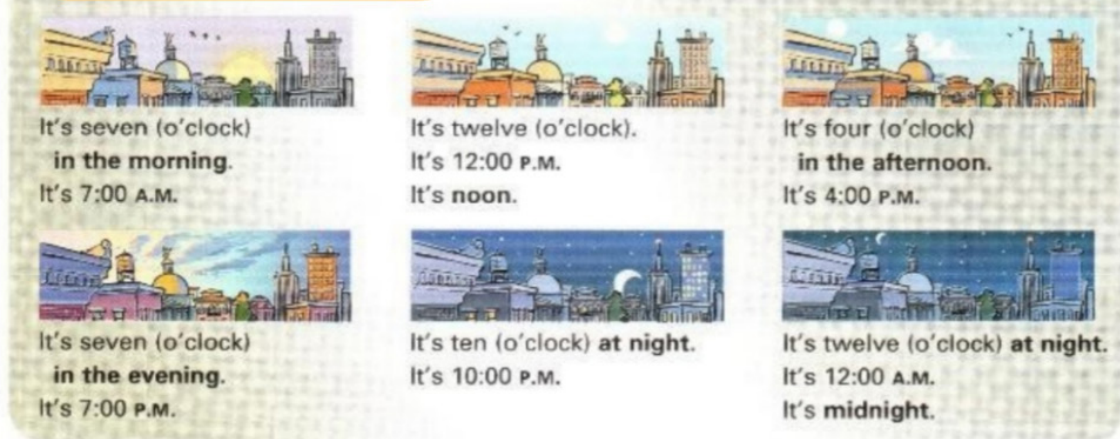 It's seven (o'clock)
in the morning.
It's 7:00 A.M.
It's twelve (o'clock).
It's 12:00 P.M.
It's noon.
It's four (o'clock)
in the afternoon.
It's 4:00 P.M.
It's seven (o'clock)
in the evening.
It's 7:00 P.M.
It's ten (o'clock) at night.
It's 10:00 P.M.
It's twelve (o'clock) at night.
It's 12:00 A.M.
It's midnight.